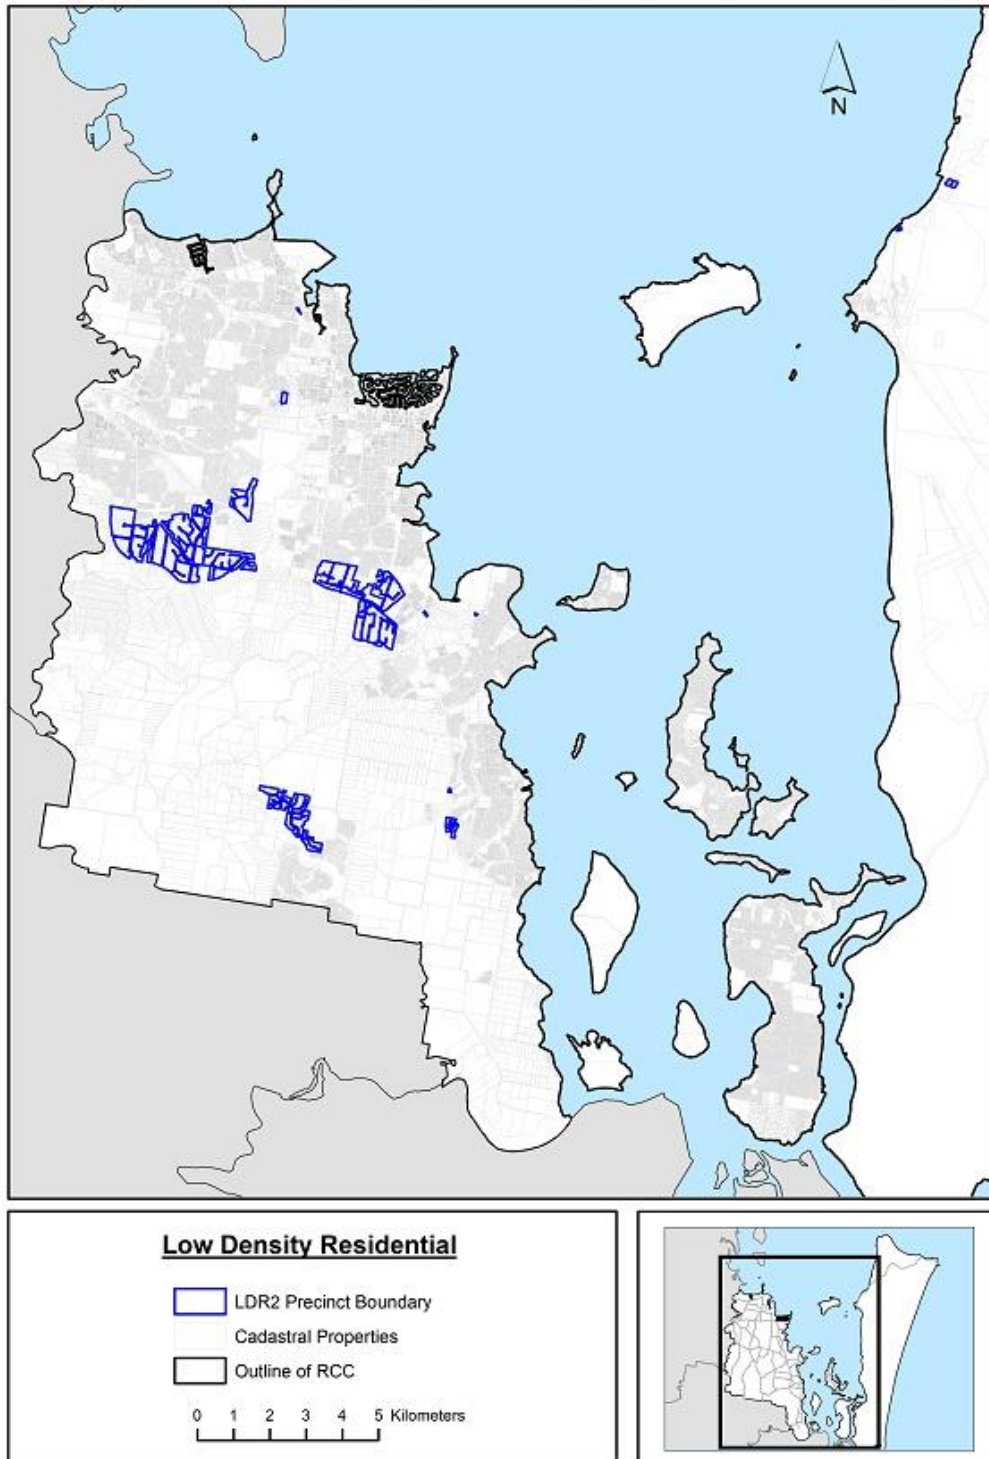 N
Low Density Residential
LDR2 Precinct Boundary
Cadastral Properties
Outline of RCC
0 1 2 3 4 5 Kilometers